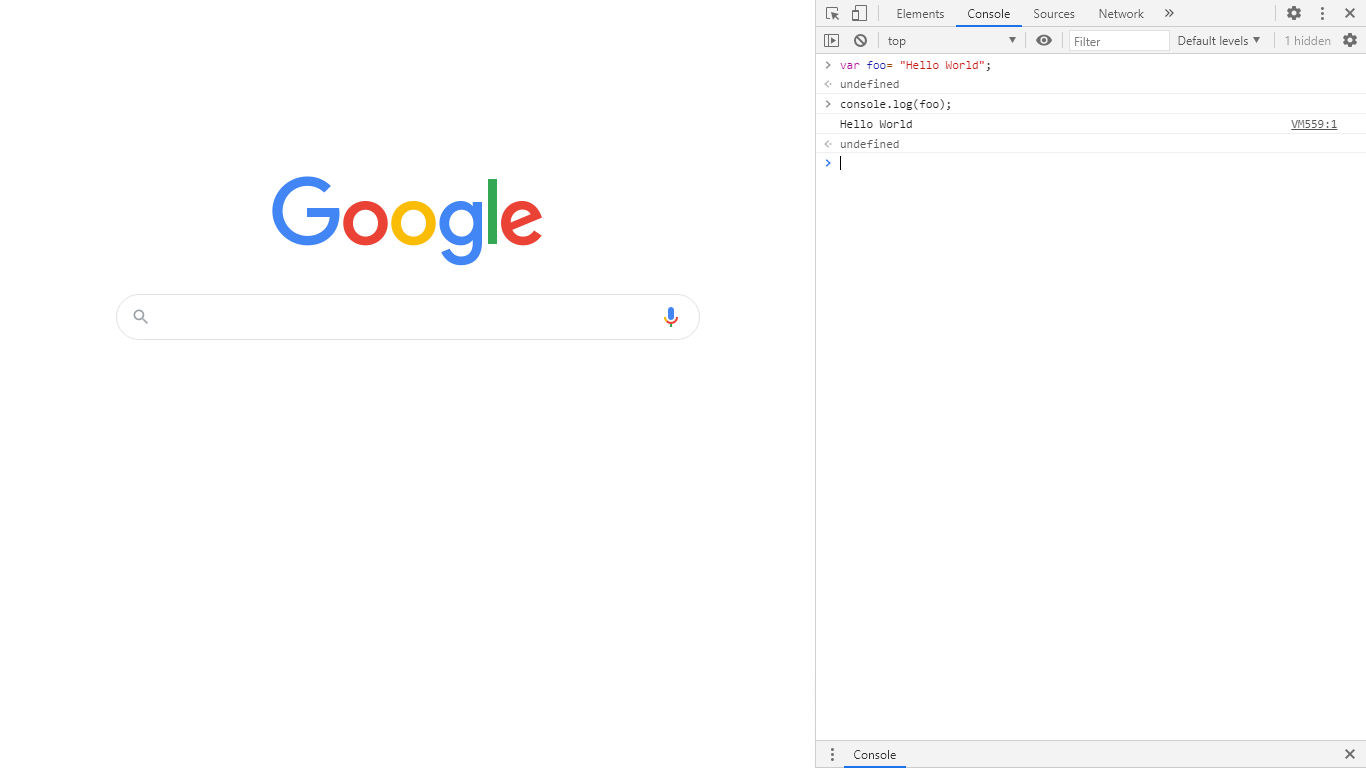 Google
Elements Console Sources Network
top Filter Default levels 1 hidden
var foo= "Hello World";
undefined
console.log(foo);
Hello World VM559:1
undefined
Console